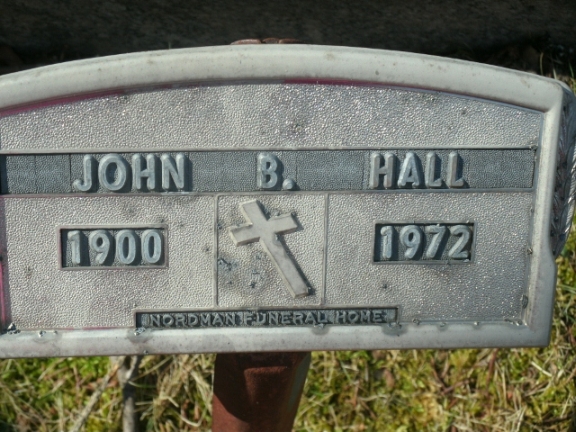 JOHN B. HALL
1900 1972
NORDMAN FUNERAL HOME